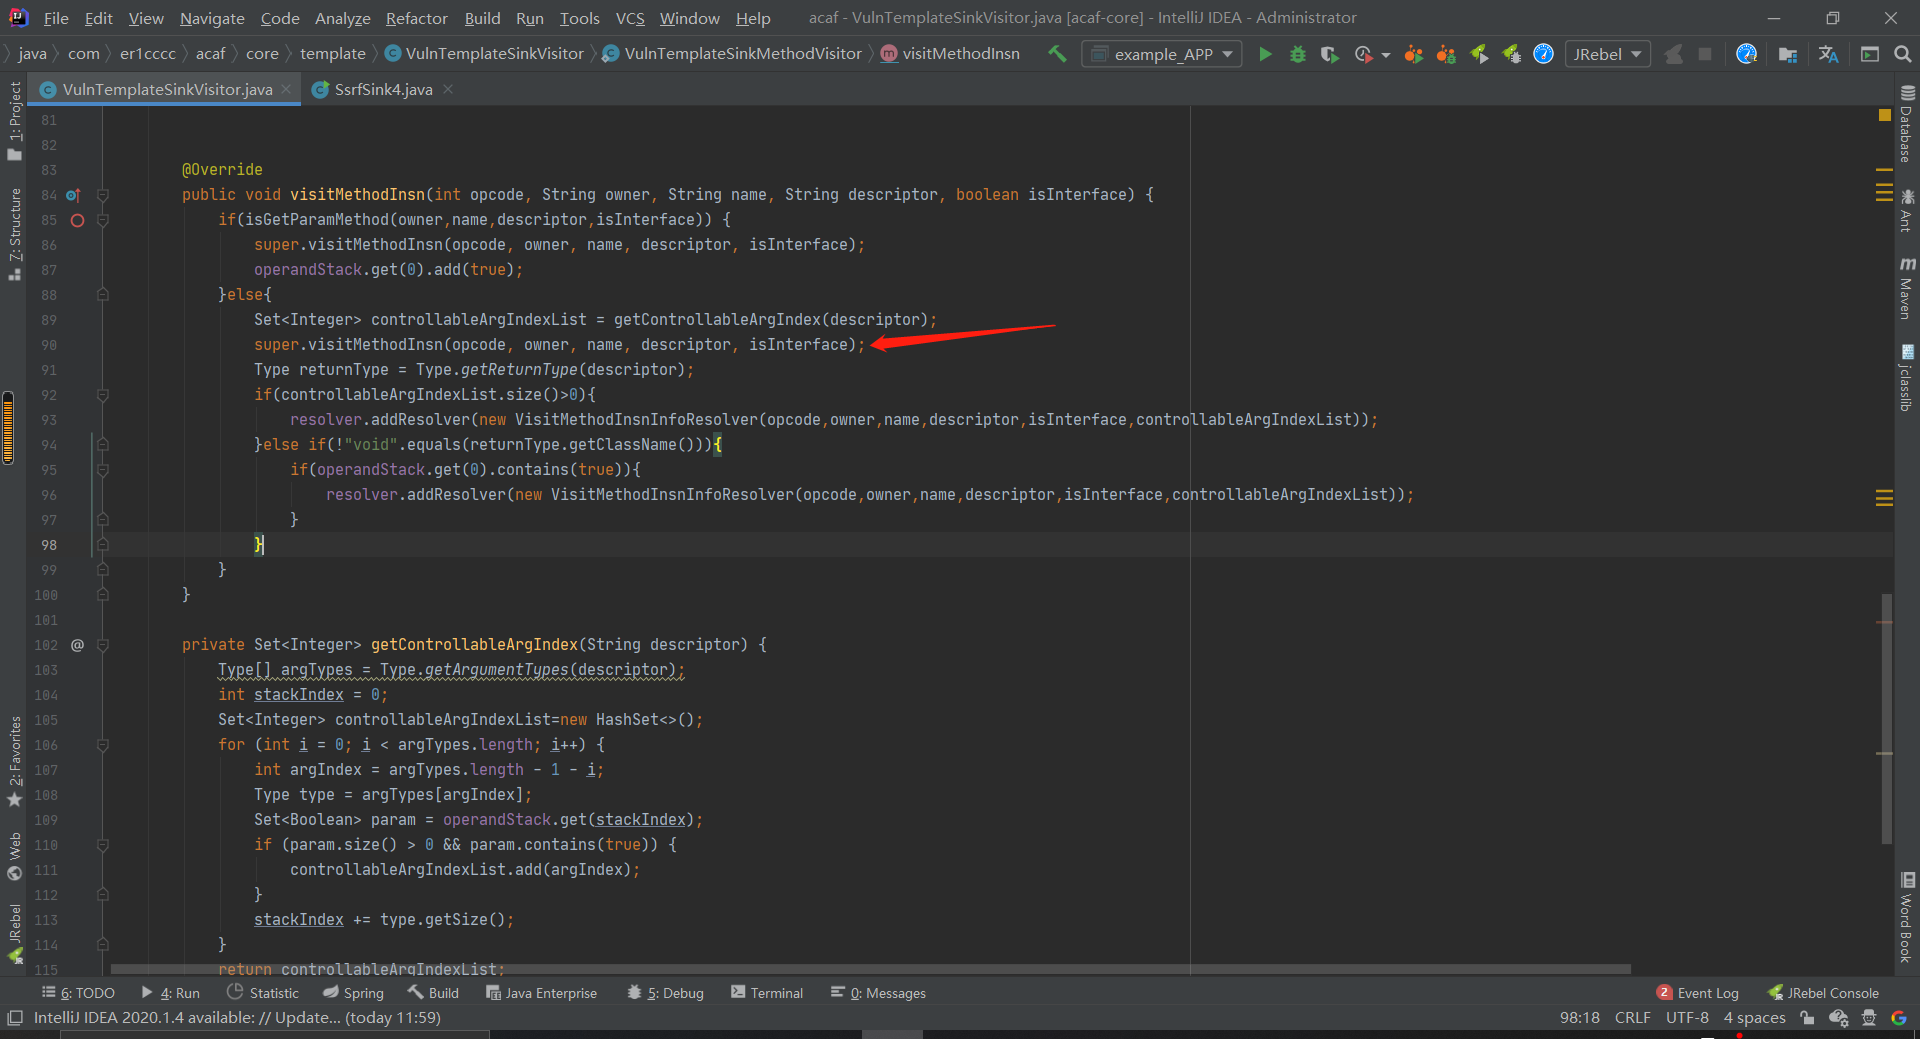 File Edit View Navigate Code Analyze Refactor Build Run Tools VCS Window Help acaf - VulnTemplateSinkVisitor.java [acaf-core] - IntelliJ IDEA - Administrator
java com er1cccc acaf core template VulnTemplateSinkVisitor VulnTemplateSinkMethodVisitor visitMethodInsn example_APP JRebel
VulnTemplateSinkVisitor.java SsrfSink4.java
1: Project
7: Structure
2: Favorites
Web
JRebel
81
82
83 @Override
84 public void visitMethodInsn(int opcode, String owner, String name, String descriptor, boolean isInterface) {
85 if(isGetParamMethod(owner,name,descriptor,isInterface)) {
86 super.visitMethodInsn(opcode, owner, name, descriptor, isInterface);
87 operandStack.get(0).add(true);
88 }else{
89 Set<Integer> controllableArgIndexList = getControllableArgIndex(descriptor);
90 super.visitMethodInsn(opcode, owner, name, descriptor, isInterface);
91 Type returnType = Type.getReturnType(descriptor);
92 if(controllableArgIndexList.size()>0){
93 resolver.addResolver(new VisitMethodInsnInfoResolver(opcode,owner,name,descriptor,isInterface,controllableArgIndexList));
94 }else if(!"void".equals(returnType.getClassName())){
95 if(operandStack.get(0).contains(true)){
96 resolver.addResolver(new VisitMethodInsnInfoResolver(opcode,owner,name,descriptor,isInterface,controllableArgIndexList));
97 }
98 }
99 }
100 }
101
102 @ private Set<Integer> getControllableArgIndex(String descriptor) {
103 Type[] argTypes = Type.getArgumentTypes(descriptor);
104 int stackIndex = 0;
105 Set<Integer> controllableArgIndexList=new HashSet<>();
106 for (int i = 0; i < argTypes.length; i++) {
107 int argIndex = argTypes.length - 1 - i;
108 Type type = argTypes[argIndex];
109 Set<Boolean> param = operandStack.get(stackIndex);
110 if (param.size() > 0 && param.contains(true)) {
111 controllableArgIndexList.add(argIndex);
112 }
113 stackIndex += type.getSize();
114 }
115 return controllableArgIndexList;
Database
Ant
Maven
jclasslib
Word Book
6: TODO 4: Run Statistic Spring Build Java Enterprise 5: Debug Terminal 0: Messages 2 Event Log JRebel Console
IntelliJ IDEA 2020.1.4 available: // Update... (today 11:59) 98:18 CRLF UTF-8 4 spaces